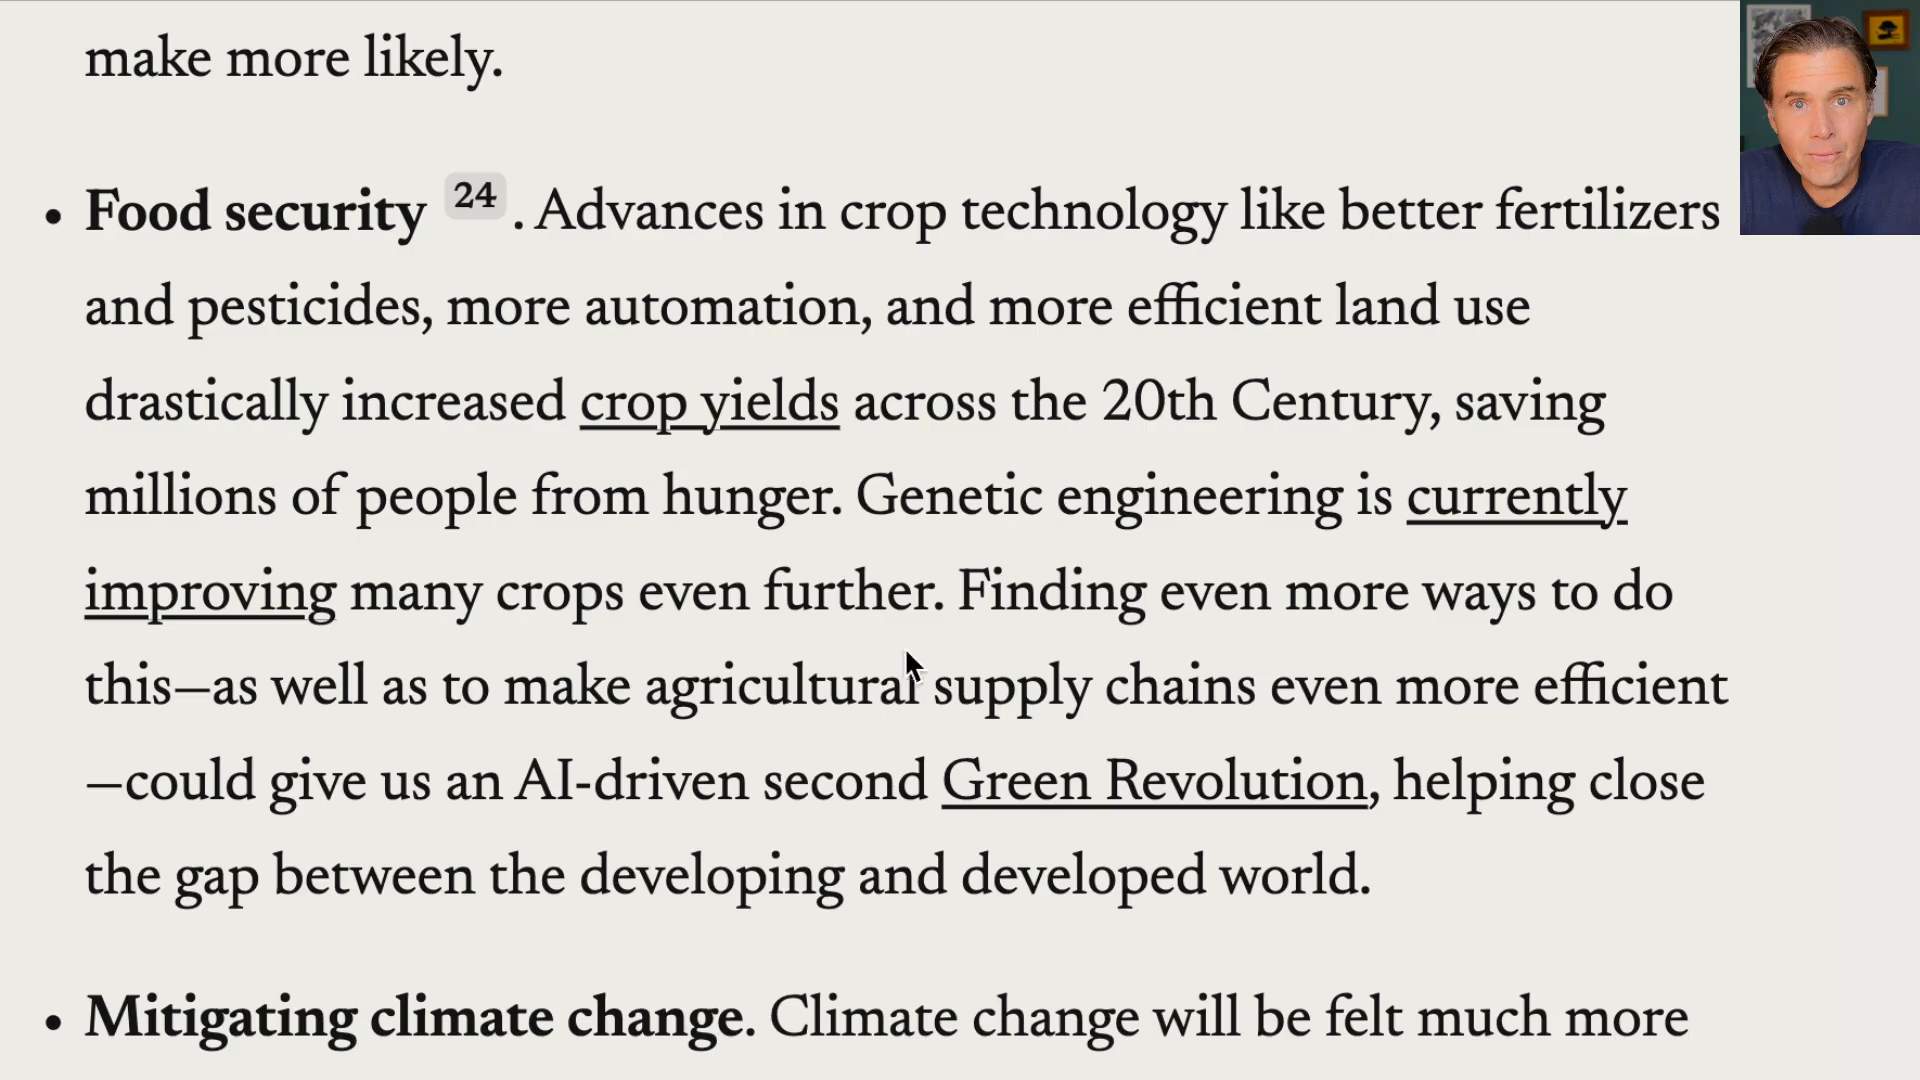 make more likely.
• Food security 24 . Advances in crop technology like better fertilizers
and pesticides, more automation, and more efficient land use
drastically increased crop yields across the 20th Century, saving
millions of people from hunger. Genetic engineering is currently
improving many crops even further. Finding even more ways to do
this—as well as to make agricultural supply chains even more efficient
—could give us an AI-driven second Green Revolution, helping close
the gap between the developing and developed world.
• Mitigating climate change. Climate change will be felt much more